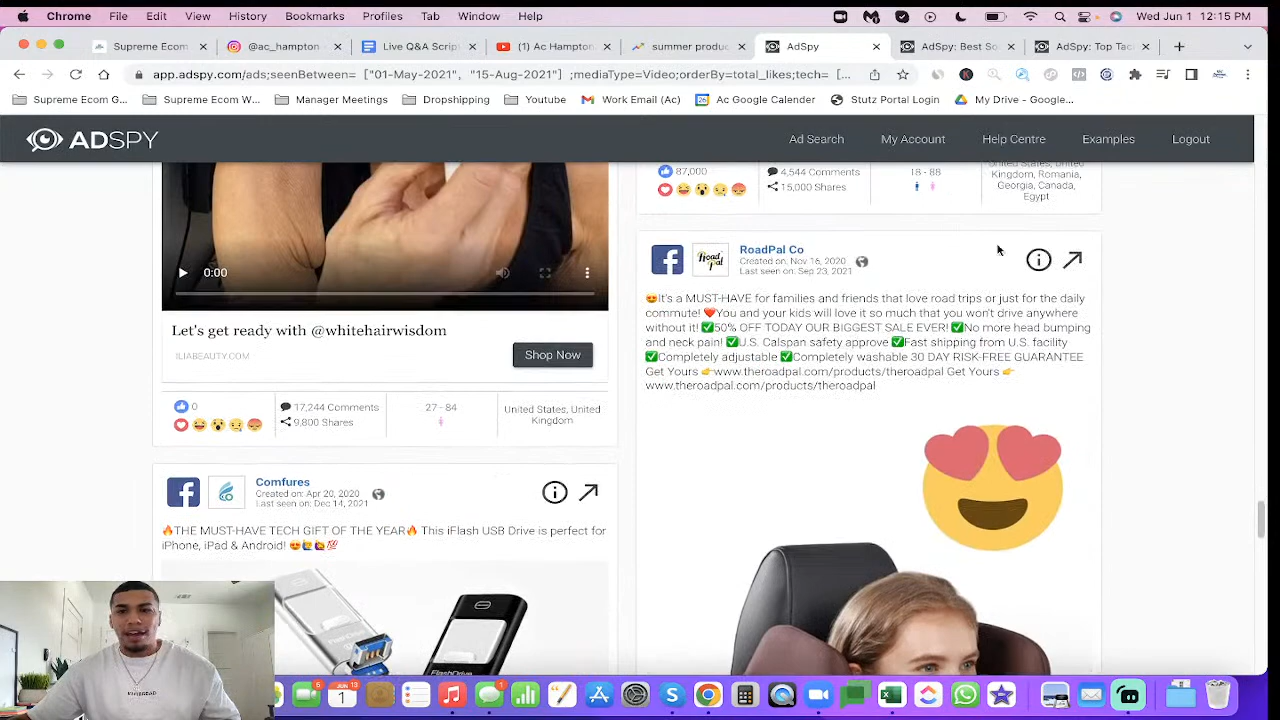 Chrome File Edit View History Bookmarks Profiles Tab Window Help Wed Jun 1 12:15 PM
Supreme Ecom × @ac_hampton × Live Q&A Scrip × (1) Ac Hampton × summer produc × AdSpy × AdSpy: Best So × AdSpy: Top Tac ×
app.adspy.com/ads;seenBetween= ["01-May-2021", "15-Aug-2021"] ;mediaType=Video;orderBy=total_likes;tech= [...
Supreme Ecom G... Supreme Ecom W... Manager Meetings Dropshipping Youtube Work Email (Ac) Ac Google Calender Stutz Portal Login My Drive - Google...
ADSPY Ad Search My Account Help Centre Examples Logout
0:00
Let's get ready with @whitehairwisdom
ILIABEAUTY.COM
Shop Now
0
17,244 Comments
9,800 Shares
27 - 84
United States, United
Kingdom
Comfures
Created on: Apr 20, 2020
Last seen on: Dec 14, 2021
🔥THE MUST-HAVE TECH GIFT OF THE YEAR🔥 This iFlash USB Drive is perfect for
iPhone, iPad & Android! 😍🙋🙋💯
FlashDrive
87,000
4,544 Comments
15,000 Shares
18 - 88
United States, United
Kingdom, Romania,
Georgia, Canada,
Egypt
Road Pal
RoadPal Co
Created on: Nov 16, 2020
Last seen on: Sep 23, 2021
😍It's a MUST-HAVE for families and friends that love road trips or just for the daily
commute! ❤️You and your kids will love it so much that you won't drive anywhere
without it! ✅50% OFF TODAY OUR BIGGEST SALE EVER! ✅No more head bumping
and neck pain! ✅U.S. Calspan safety approve ✅Fast shipping from U.S. facility
✅Completely adjustable ✅Completely washable 30 DAY RISK-FREE GUARANTEE
Get Yours 👉www.theroadpal.com/products/theroadpal Get Yours 👉
www.theroadpal.com/products/theroadpal